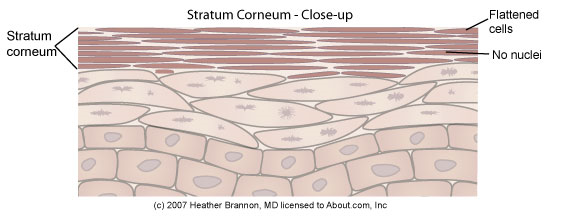 Stratum Corneum - Close-up
Flattened
cells
Stratum
corneum
No nuclei
(c) 2007 Heather Brannon, MD licensed to About.com, Inc